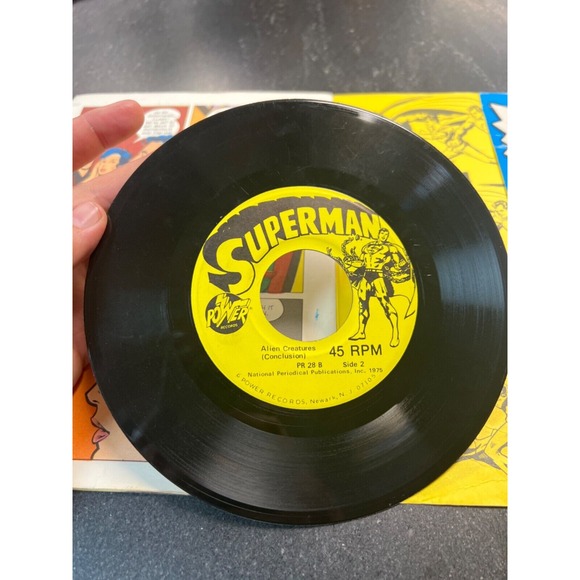 SUPERMAN
POWER
RECORDS
Alien Creatures
(Conclusion)
45 RPM
PR 28 B
Side 2
National Periodical Publications, Inc. 1975
© POWER RECORDS, Newark, N. J. 07105